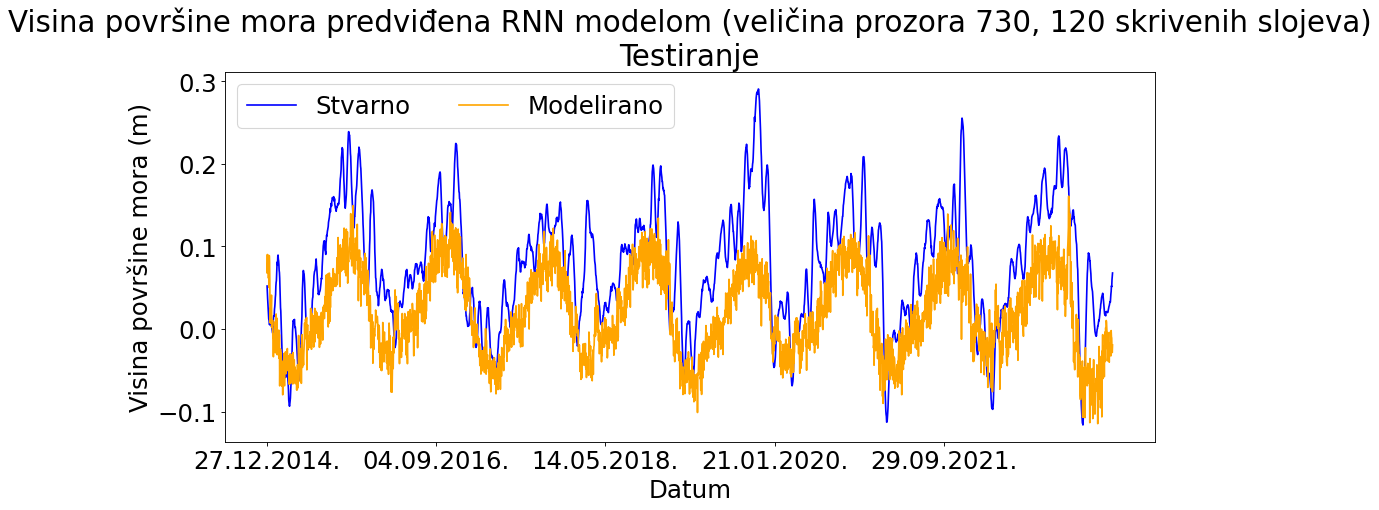 Visina površine mora predviđena RNN modelom (veličina prozora 730, 120 skrivenih slojeva)
Testiranje
Stvarno
Modelirano
Visina površine mora (m)
0.3
0.2
0.1
0.0
−0.1
27.12.2014.
04.09.2016.
14.05.2018.
21.01.2020.
29.09.2021.
Datum